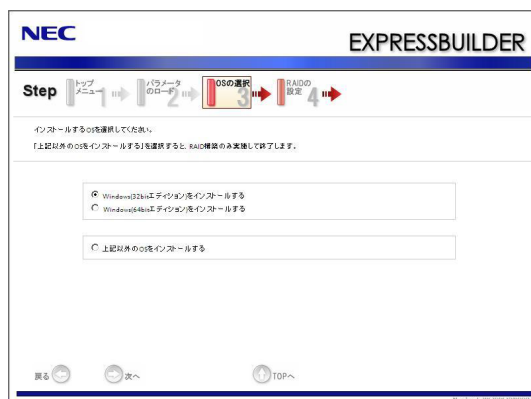 NEC
EXPRESSBUILDER
Step
トップ
メニュー 1
パラメータ
のロード 2
OSの選択
3
RAIDの
設定 4
インストールするOSを選択してください。
「上記以外のOSをインストールする」を選択すると、RAID構築のみ実施して終了します。
Windows(32bitエディション)をインストールする
Windows(64bitエディション)をインストールする
上記以外のOSをインストールする
戻る
次へ
TOPへ